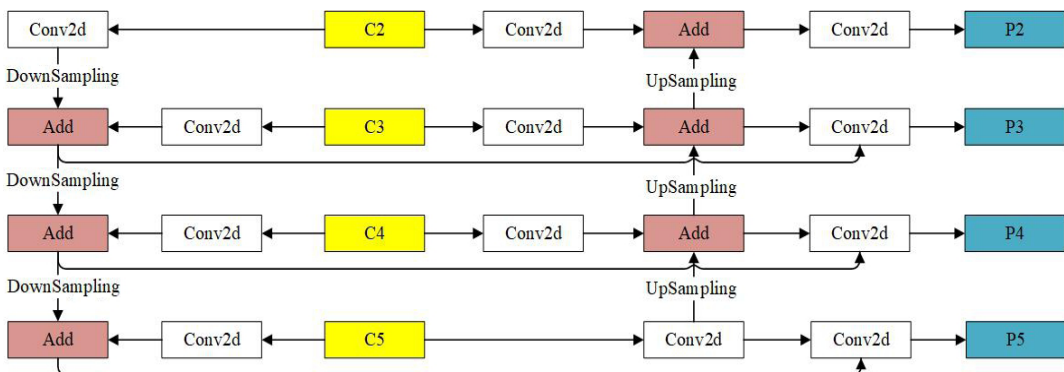 Conv2d C2 Conv2d Add Conv2d P2
DownSampling UpSampling
Add Conv2d C3 Conv2d Add Conv2d P3
DownSampling UpSampling
Add Conv2d C4 Conv2d Add Conv2d P4
DownSampling UpSampling
Add Conv2d C5 Conv2d Conv2d P5